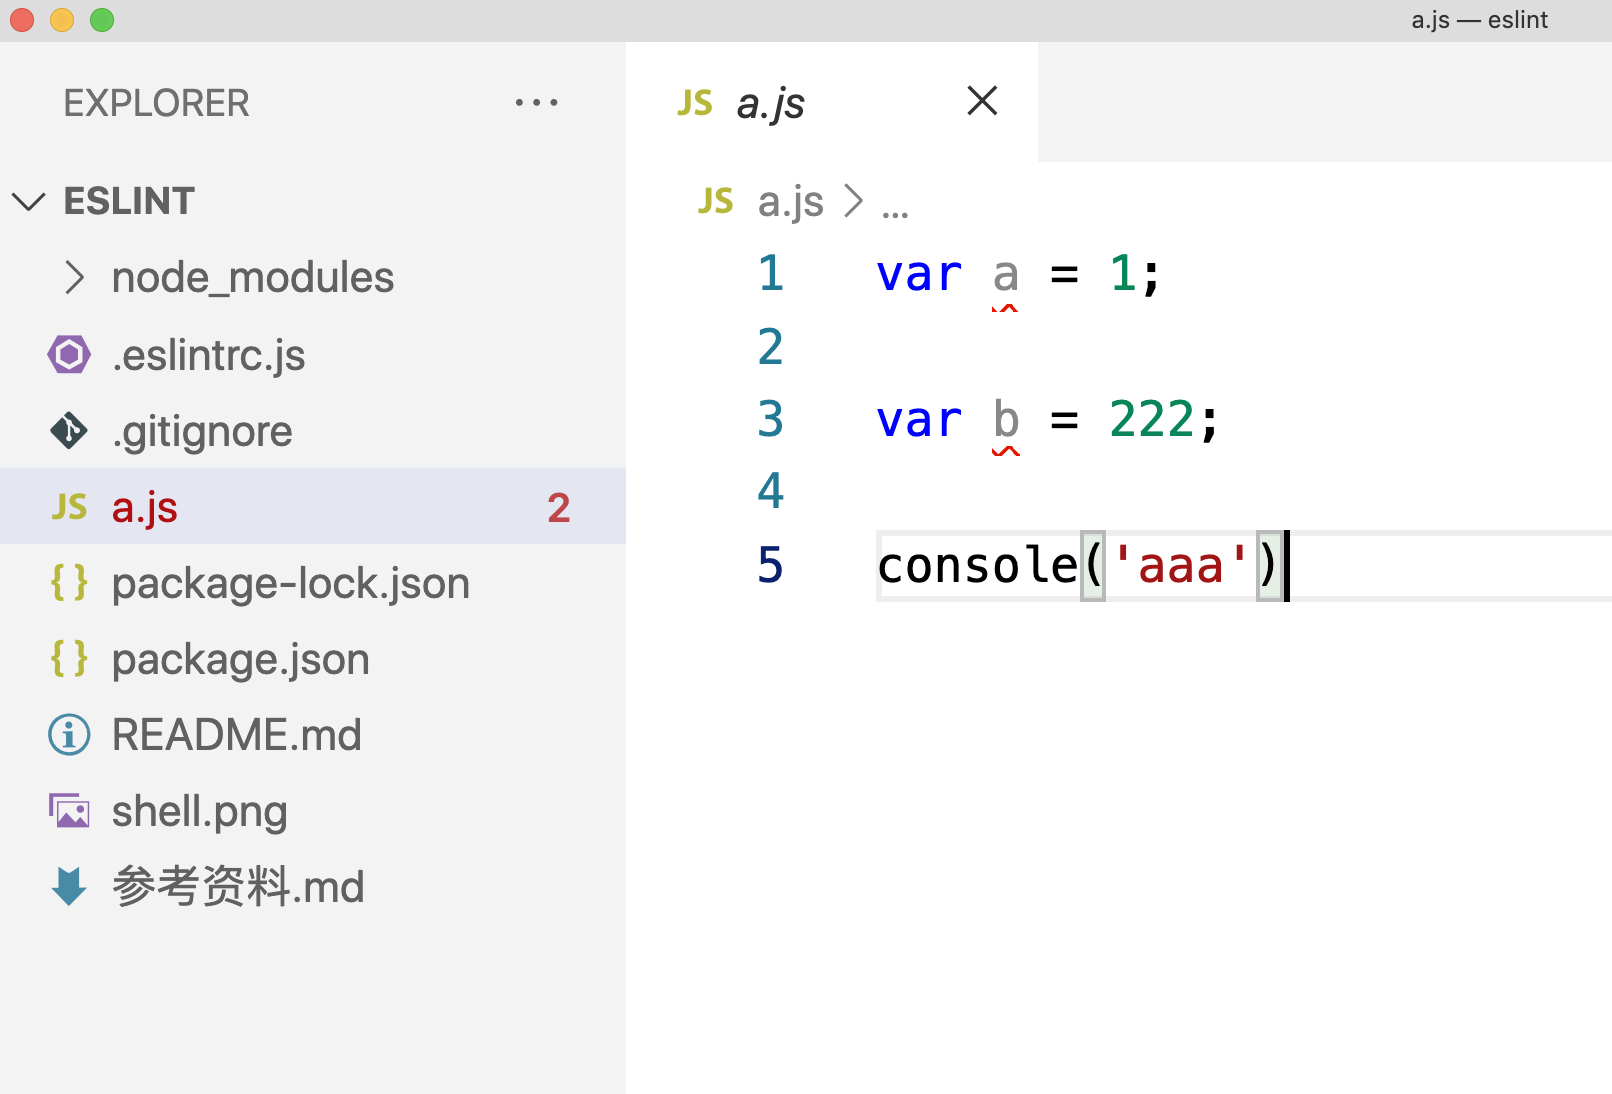 a.js — eslint
EXPLORER ...
ESLINT
node_modules
.eslintrc.js
.gitignore
JS a.js 2
{ } package-lock.json
{ } package.json
README.md
shell.png
参考资料.md
JS a.js
JS a.js > ...
1 var a = 1;
2
3 var b = 222;
4
5 console('aaa')